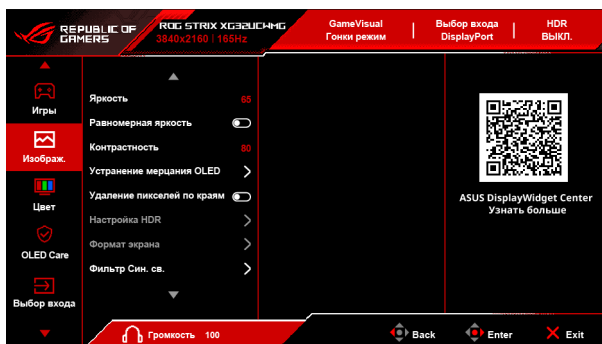 REPUBLIC OF
GAMERS
ROG STRIX XG32UCWMG
3840x2160 | 165Hz
GameVisual
Гонки режим
Выбор входа
DisplayPort
HDR
ВЫКЛ.
Игры
Изображ.
Цвет
OLED Care
Выбор входа
Яркость 65
Равномерная яркость
Контрастность 80
Устранение мерцания OLED
Удаление пикселей по краям
Настройка HDR
Формат экрана
Фильтр Син. св.
ASUS DisplayWidget Center
Узнать больше
Громкость 100
Back
Enter
Exit